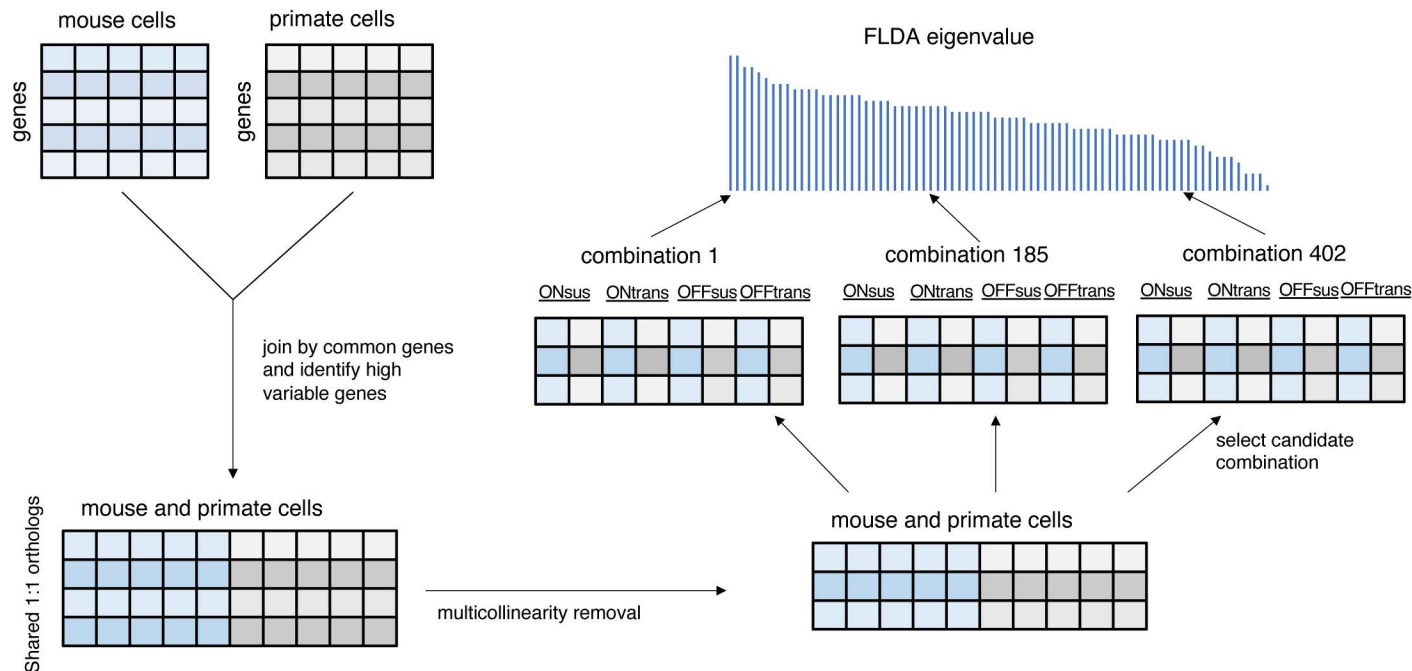 mouse cells
primate cells
genes
genes
join by common genes
and identify high
variable genes
mouse and primate cells
Shared 1:1 orthologs
multicollinearity removal
mouse and primate cells
select candidate
combination
FLDA eigenvalue
combination 1
combination 185
combination 402
ONsus ONtrans OFFsus OFFtrans
ONsus ONtrans OFFsus OFFtrans
ONsus ONtrans OFFsus OFFtrans